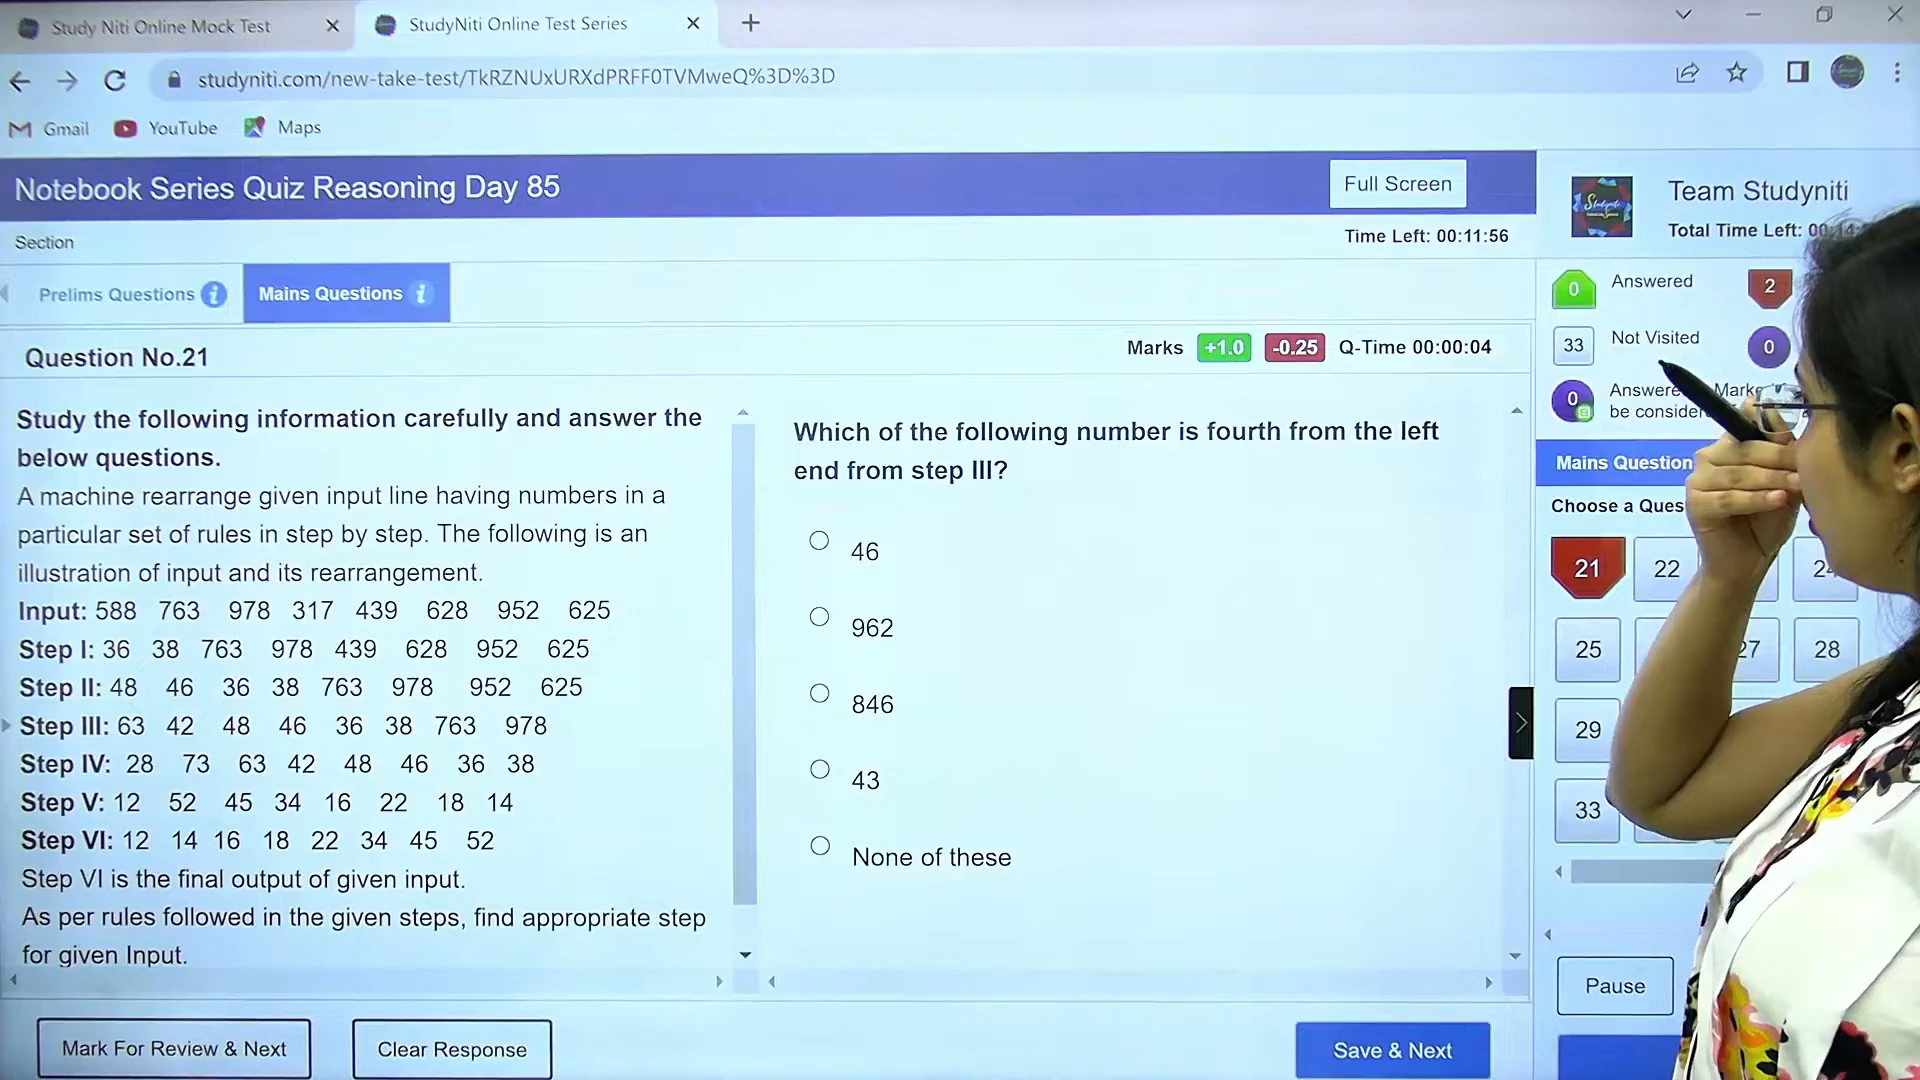 Study Niti Online Mock Test
StudyNiti Online Test Series
studyniti.com/new-take-test/TkRZNUxURXdPRFF0TVMweQ%3D%3D
Gmail YouTube Maps
Notebook Series Quiz Reasoning Day 85
Full Screen
Team Studyniti
Total Time Left: 00:
Section
Time Left: 00:11:56
Prelims Questions i
Mains Questions i
0 Answered 2
33 Not Visited 0
Question No.21
Marks +1.0 -0.25 Q-Time 00:00:04
0 Answere Marke
be consider
Study the following information carefully and answer the
below questions.
A machine rearrange given input line having numbers in a
particular set of rules in step by step. The following is an
illustration of input and its rearrangement.
Input: 588 763 978 317 439 628 952 625
Step I: 36 38 763 978 439 628 952 625
Step II: 48 46 36 38 763 978 952 625
Step III: 63 42 48 46 36 38 763 978
Step IV: 28 73 63 42 48 46 36 38
Step V: 12 52 45 34 16 22 18 14
Step VI: 12 14 16 18 22 34 45 52
Step VI is the final output of given input.
As per rules followed in the given steps, find appropriate step
for given Input.
Which of the following number is fourth from the left
end from step III?
46
962
846
43
None of these
Mains Question
Choose a Ques
21 22
25 27 28
29
33
Pause
Mark For Review & Next
Clear Response
Save & Next